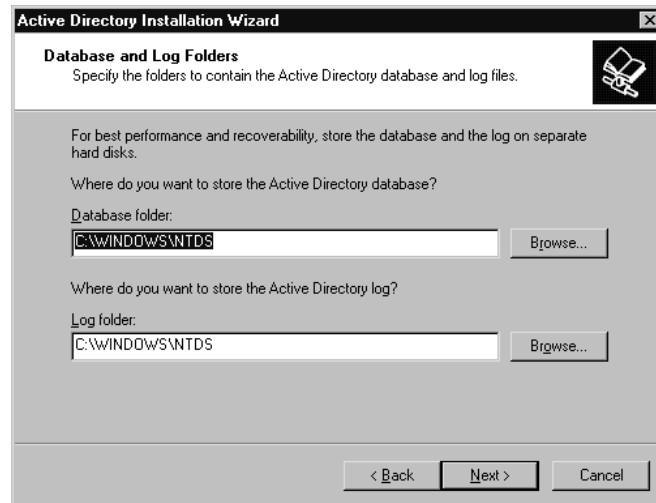 Active Directory Installation Wizard
Database and Log Folders
Specify the folders to contain the Active Directory database and log files.
For best performance and recoverability, store the database and the log on separate
hard disks.
Where do you want to store the Active Directory database?
Database folder:
C:\WINDOWS\NTDS
Browse...
Where do you want to store the Active Directory log?
Log folder:
C:\WINDOWS\NTDS
Browse...
< Back
Next >
Cancel